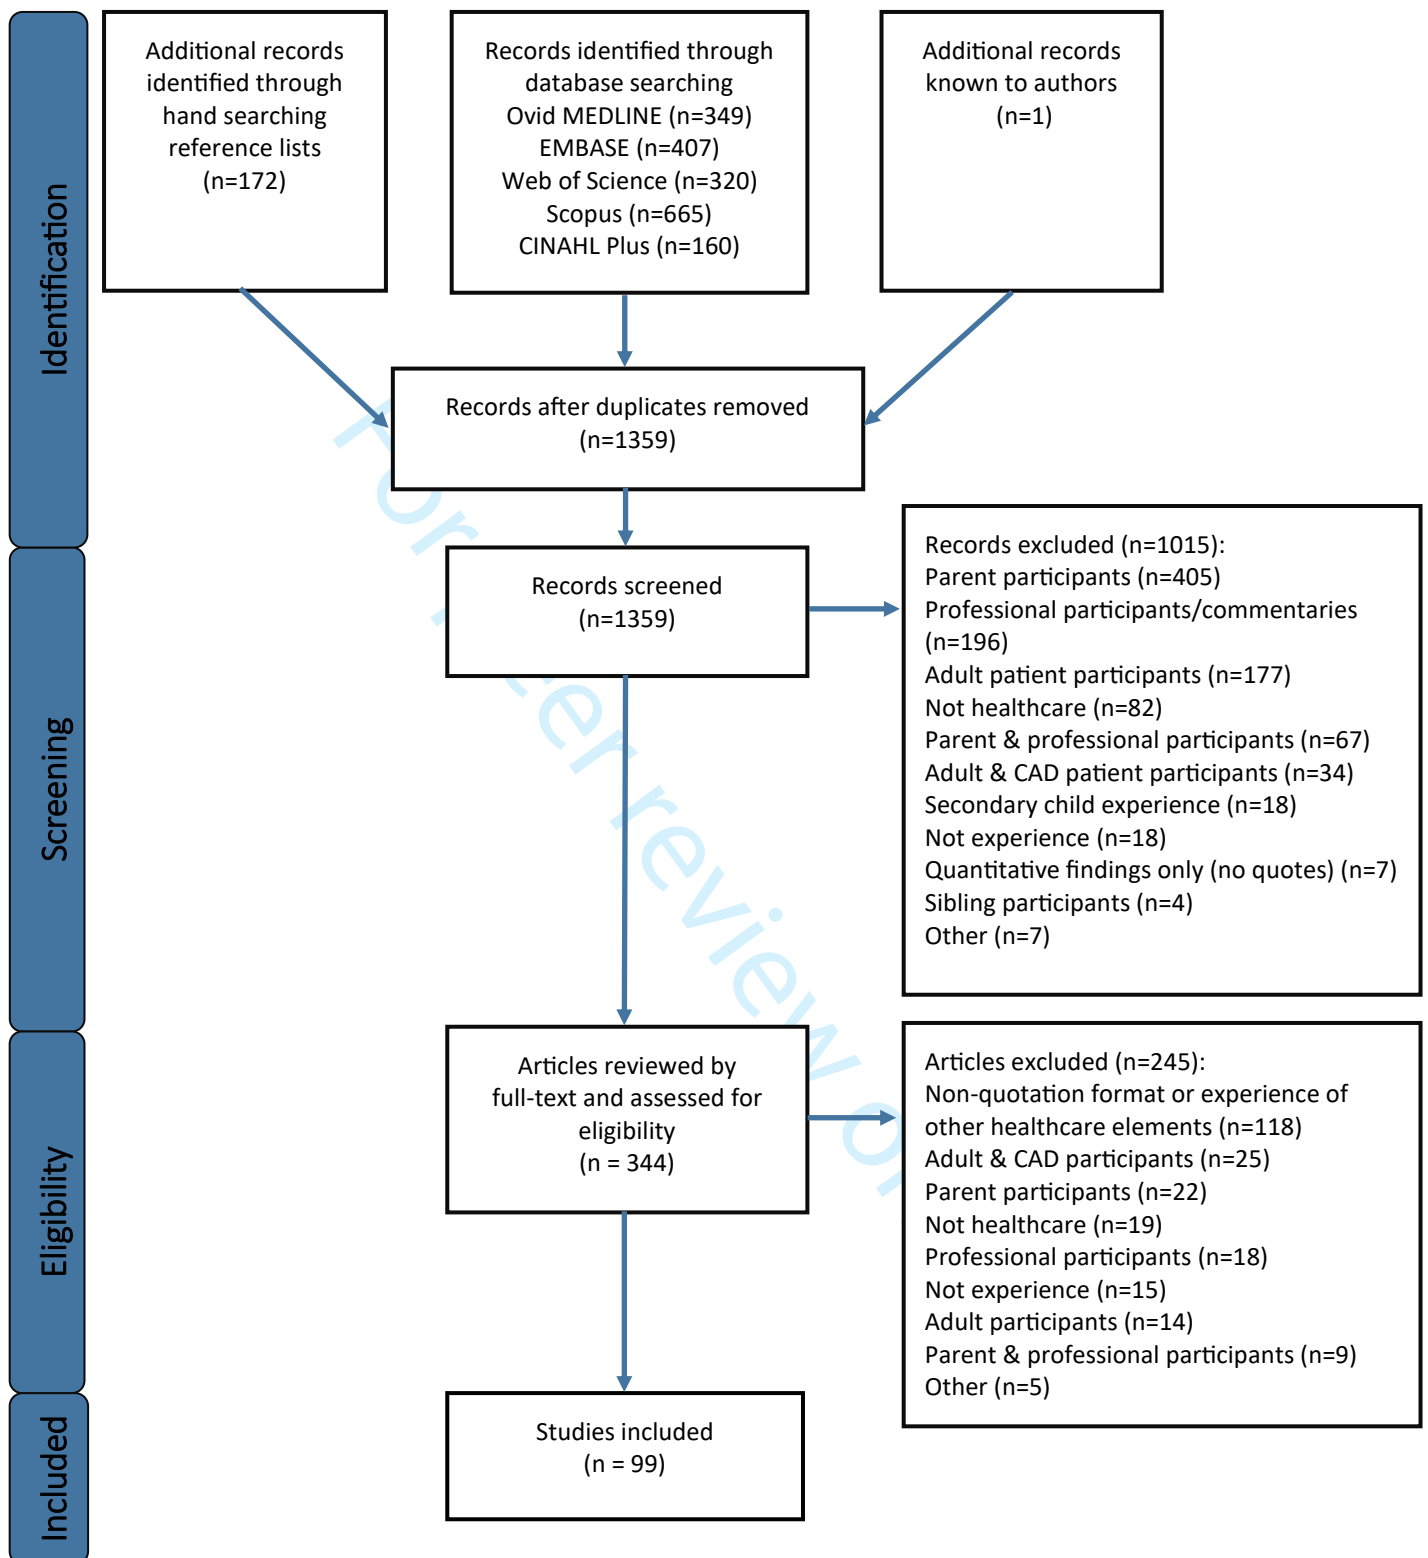 Identification
Additional records
identified through
hand searching
reference lists
(n=172)
Records identified through
database searching
Ovid MEDLINE (n=349)
EMBASE (n=407)
Web of Science (n=320)
Scopus (n=665)
CINAHL Plus (n=160)
Additional records
known to authors
(n=1)
Records after duplicates removed
(n=1359)
Screening
Records screened
(n=1359)
Records excluded (n=1015):
Parent participants (n=405)
Professional participants/commentaries
(n=196)
Adult patient participants (n=177)
Not healthcare (n=82)
Parent & professional participants (n=67)
Adult & CAD patient participants (n=34)
Secondary child experience (n=18)
Not experience (n=18)
Quantitative findings only (no quotes) (n=7)
Sibling participants (n=4)
Other (n=7)
Eligibility
Articles reviewed by
full-text and assessed for
eligibility
(n = 344)
Articles excluded (n=245):
Non-quotation format or experience of
other healthcare elements (n=118)
Adult & CAD participants (n=25)
Parent participants (n=22)
Not healthcare (n=19)
Professional participants (n=18)
Not experience (n=15)
Adult participants (n=14)
Parent & professional participants (n=9)
Other (n=5)
Included
Studies included
(n = 99)
For review